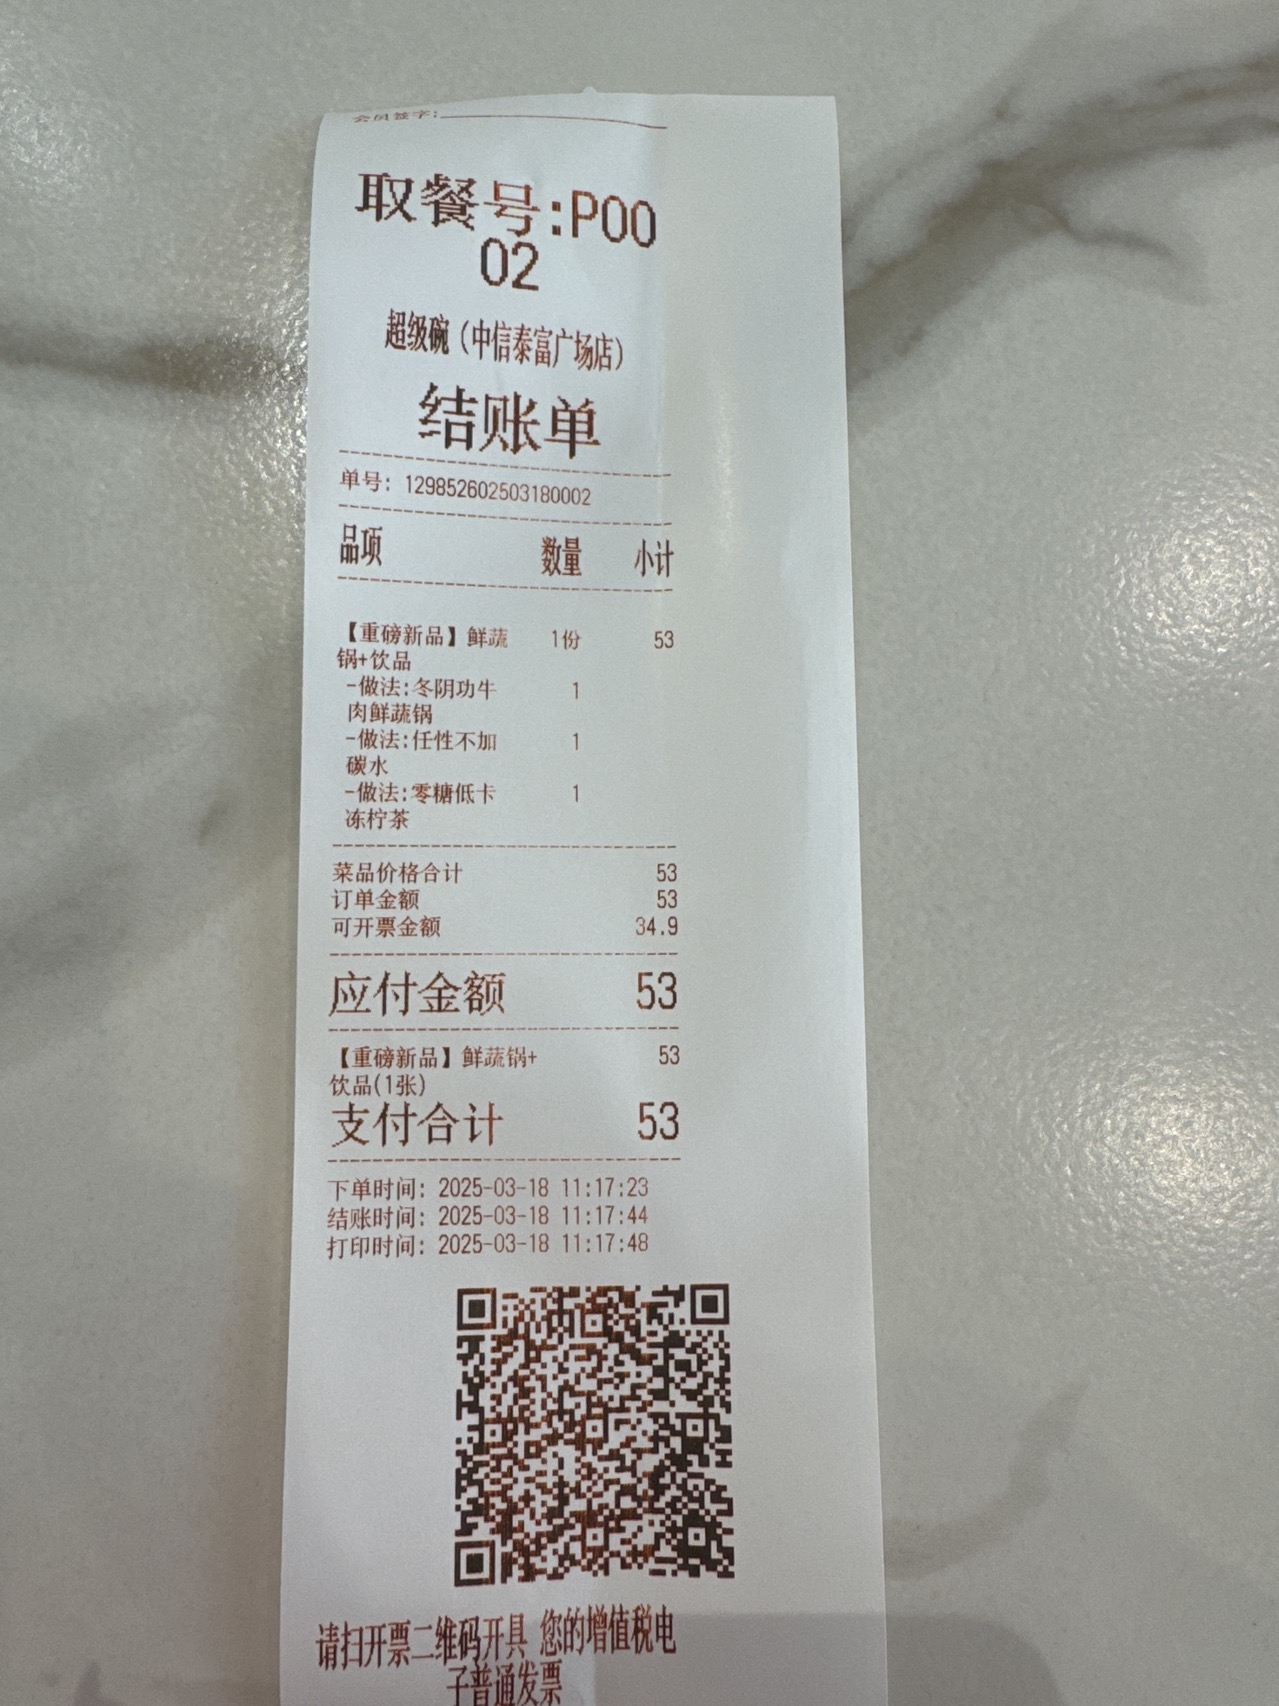 会员签字:
取餐号:P00
02
超级碗（中信泰富广场店）
结账单
单号: 129852602503180002
品项 数量 小计
【重磅新品】鲜蔬 1份 53
锅+饮品
-做法:冬阴功牛 1
肉鲜蔬锅
-做法:任性不加 1
碳水
-做法:零糖低卡 1
冻柠茶
菜品价格合计 53
订单金额 53
可开票金额 34.9
应付金额 53
【重磅新品】鲜蔬锅+ 53
饮品(1张)
支付合计 53
下单时间: 2025-03-18 11:17:23
结账时间: 2025-03-18 11:17:44
打印时间: 2025-03-18 11:17:48
请扫开票二维码开具 您的增值税电
子普通发票